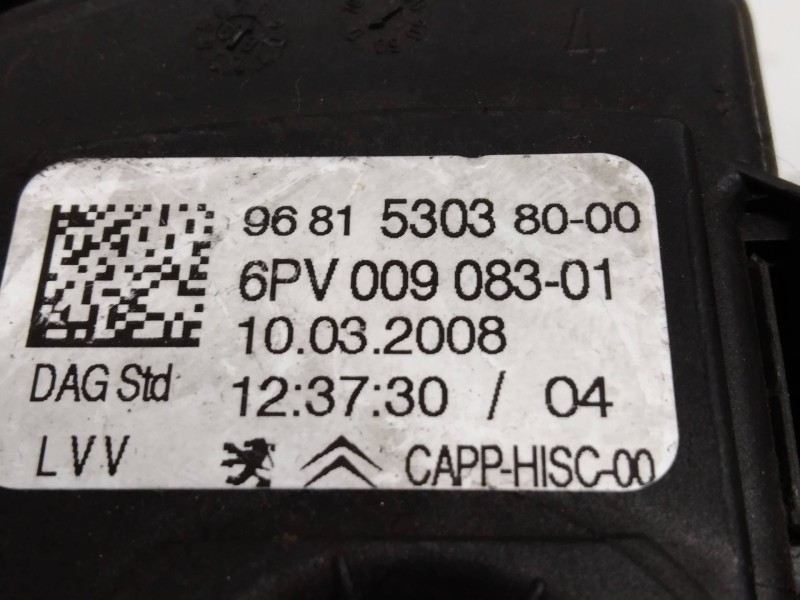 4
96 81 5303 80-00
6PV 009 083-01
10.03.2008
DAG Std
12:37:30 / 04
LVV
CAPP-HISC-00